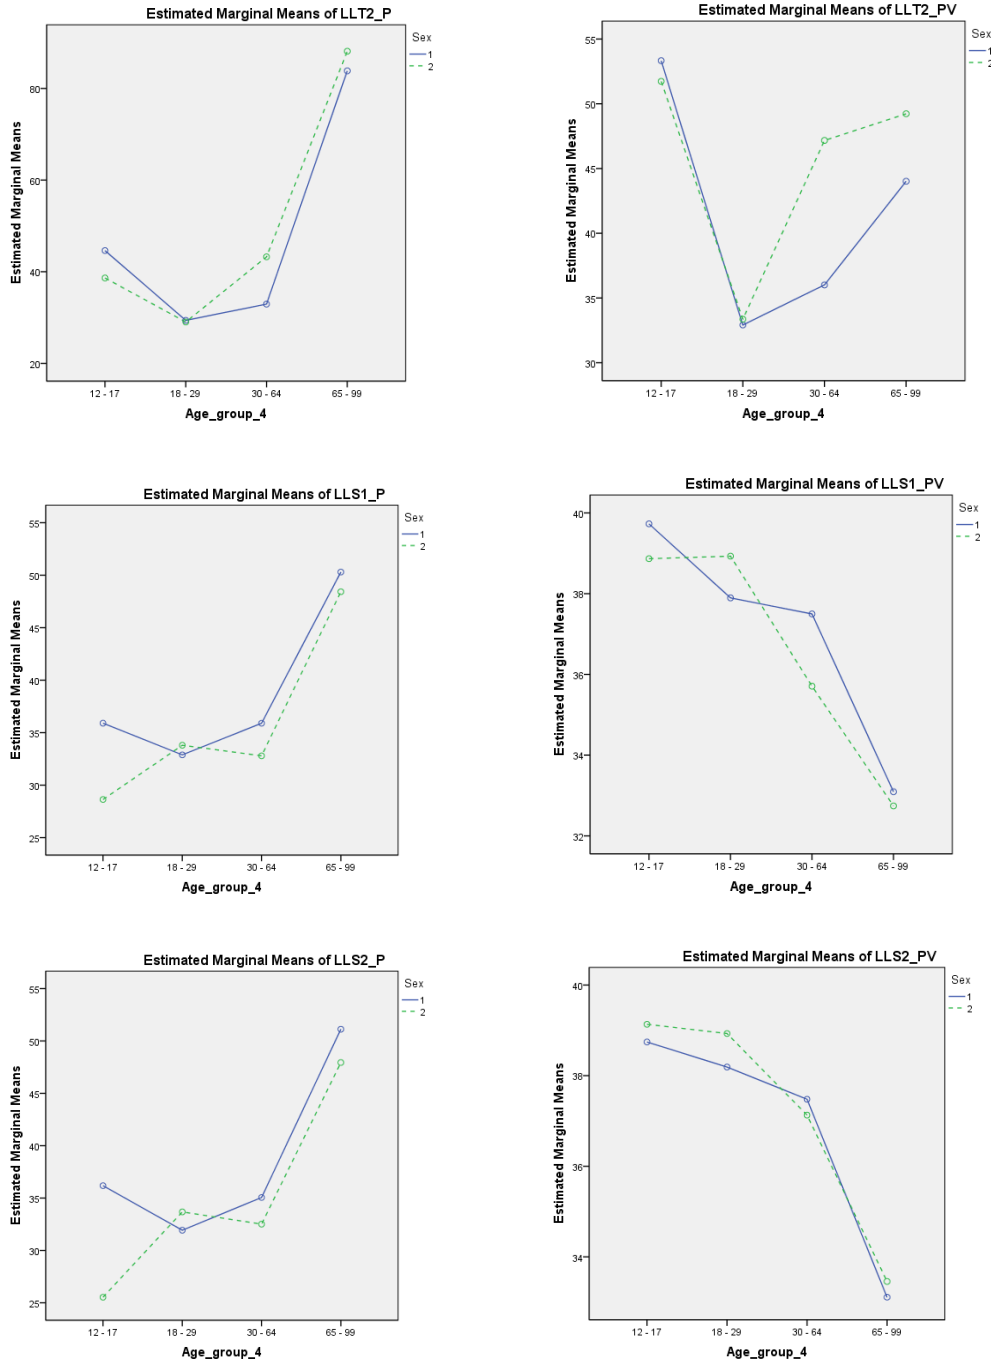 Estimated Marginal Means of LLT2_P
Sex
1
2
Estimated Marginal Means
80
60
40
20
12 - 17 18 - 29 30 - 64 65 - 99
Age_group_4
Estimated Marginal Means of LLT2_PV
Sex
1
2
Estimated Marginal Means
55
50
45
40
35
30
12 - 17 18 - 29 30 - 64 65 - 99
Age_group_4
Estimated Marginal Means of LLS1_P
Sex
1
2
Estimated Marginal Means
55
50
45
40
35
30
25
12 - 17 18 - 29 30 - 64 65 - 99
Age_group_4
Estimated Marginal Means of LLS1_PV
Sex
1
2
Estimated Marginal Means
40
38
36
34
32
12 - 17 18 - 29 30 - 64 65 - 99
Age_group_4
Estimated Marginal Means of LLS2_P
Sex
1
2
Estimated Marginal Means
55
50
45
40
35
30
25
12 - 17 18 - 29 30 - 64 65 - 99
Age_group_4
Estimated Marginal Means of LLS2_PV
Sex
1
2
Estimated Marginal Means
40
38
36
34
12 - 17 18 - 29 30 - 64 65 - 99
Age_group_4